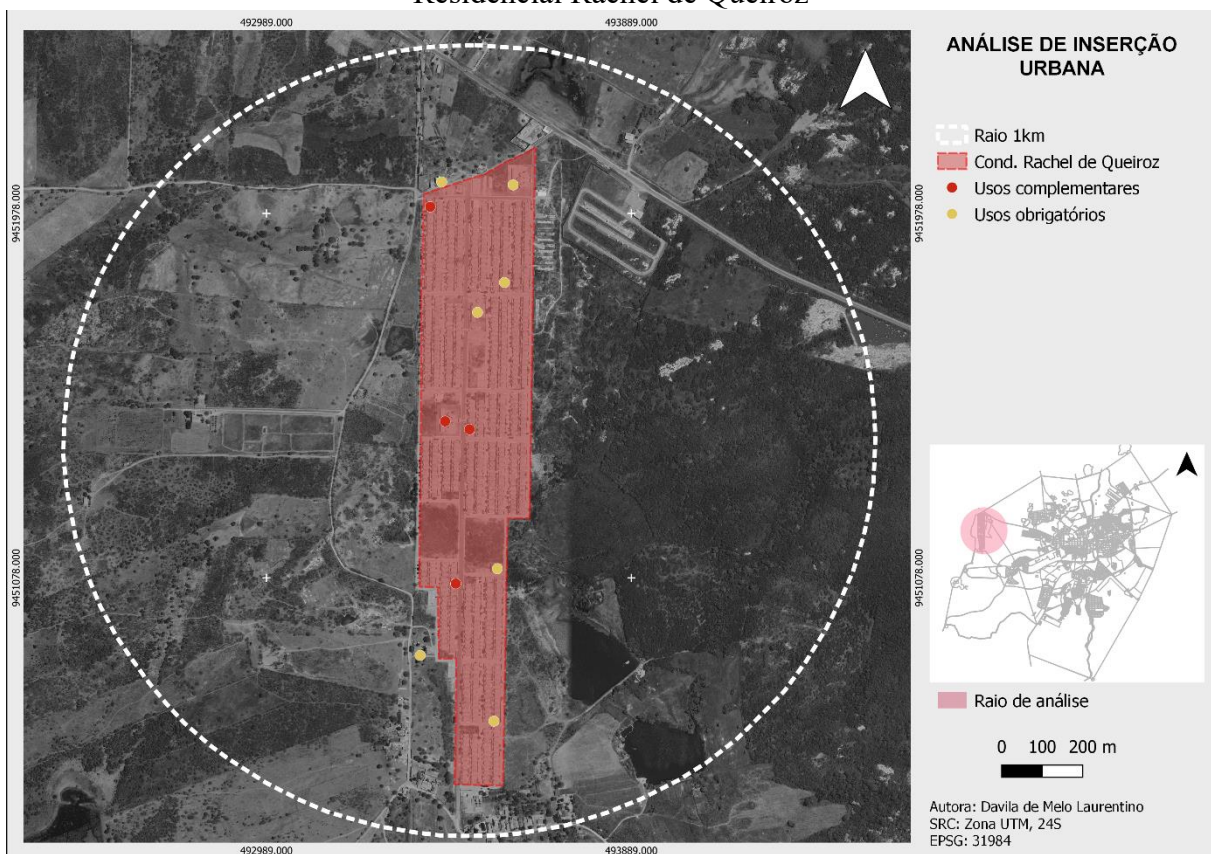 Residencial Rachel de Queiroz
492989.000
493889.000
ANÁLISE DE INSERÇÃO
URBANA
Raio 1km
Cond. Rachel de Queiroz
Usos complementares
Usos obrigatórios
9451978.000
9451978.000
9451078.000
9451078.000
Raio de análise
0 100 200 m
Autora: Davila de Melo Laurentino
SRC: Zona UTM, 24S
EPSG: 31984
492989.000
493889.000